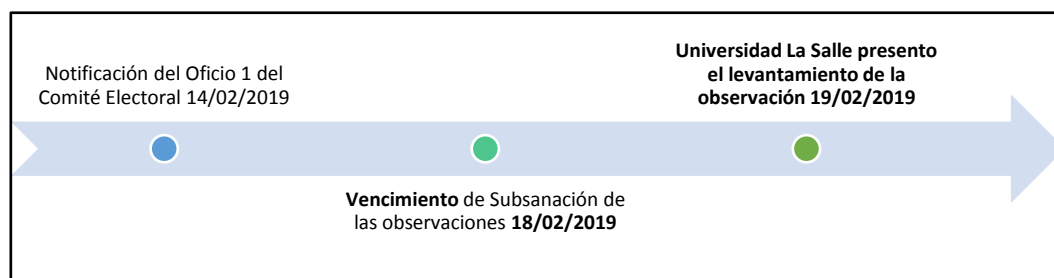 Notificación del Oficio 1 del
Comité Electoral 14/02/2019
Vencimiento de Subsanación de
las observaciones 18/02/2019
Universidad La Salle presento
el levantamiento de la
observación 19/02/2019